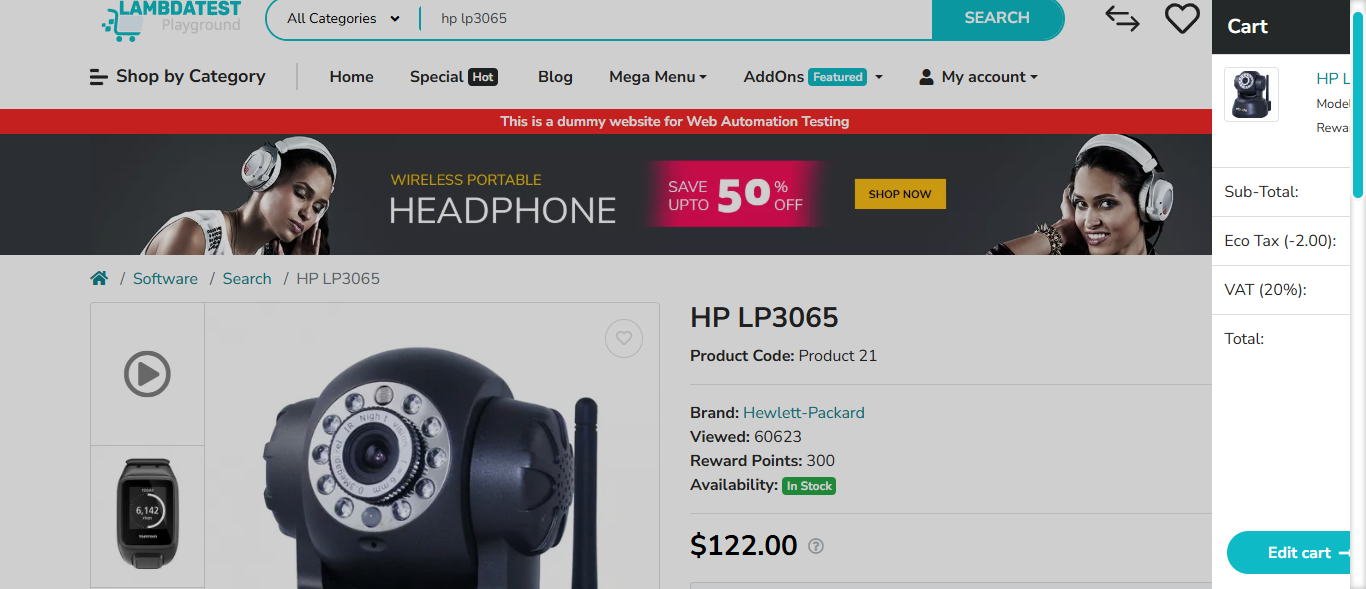 LAMBDATEST
Playground
All Categories
hp lp3065
SEARCH
Cart
Shop by Category
Home
Special Hot
Blog
Mega Menu
AddOns Featured
My account
HP L
Model
Rewa
This is a dummy website for Web Automation Testing
WIRELESS PORTABLE
HEADPHONE
SAVE UPTO 50% OFF
SHOP NOW
Sub-Total:
Eco Tax (-2.00):
VAT (20%):
Total:
/ Software / Search / HP LP3065
HP LP3065
Product Code: Product 21
Brand: Hewlett-Packard
Viewed: 60623
Reward Points: 300
Availability: In Stock
$122.00
6,142
Edit cart